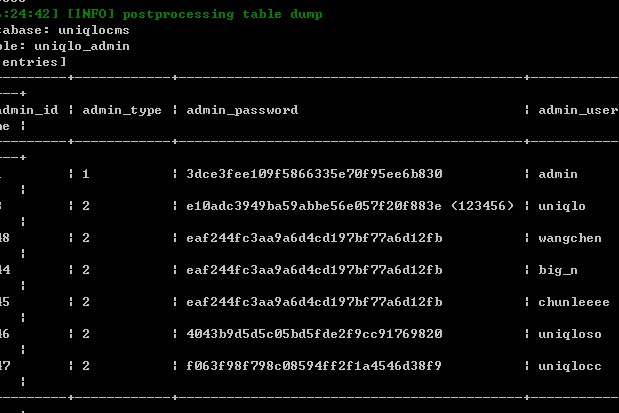 :24:42] [INFO] postprocessing table dump
tabase: uniqlocms
ble: uniqlo_admin
entries]
---------+------------+----------------------------------------------+-----------
---+
admin_id ¦ admin_type ¦ admin_password ¦ admin_user
me ¦
---------+------------+----------------------------------------------+-----------
---+
¦ 1 ¦ 3dce3fee109f5866335e70f95ee6b830 ¦ admin
¦
¦ 2 ¦ e10adc3949ba59abbe56e057f20f883e (123456) ¦ uniqlo
¦
48 ¦ 2 ¦ eaf244fc3aa9a6d4cd197bf77a6d12fb ¦ wangchen
¦
44 ¦ 2 ¦ eaf244fc3aa9a6d4cd197bf77a6d12fb ¦ big_n
¦
45 ¦ 2 ¦ eaf244fc3aa9a6d4cd197bf77a6d12fb ¦ chunleeee
¦
46 ¦ 2 ¦ 4043b9d5d5c05bd5fde2f9cc91769820 ¦ uniqloso
¦
47 ¦ 2 ¦ f063f98f798c08594ff2f1a4546d38f9 ¦ uniqlocc
¦
---------+------------+----------------------------------------------+-----------